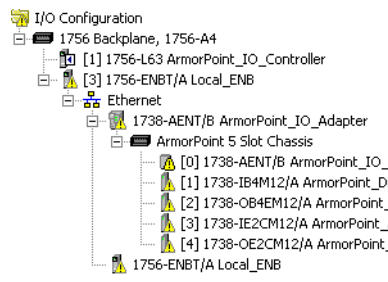 I/O Configuration
1756 Backplane, 1756-A4
[1] 1756-L63 ArmorPoint_IO_Controller
[3] 1756-ENBT/A Local_ENB
Ethernet
1738-AENT/B ArmorPoint_IO_Adapter
ArmorPoint 5 Slot Chassis
[0] 1738-AENT/B ArmorPoint_IO_
[1] 1738-IB4M12/A ArmorPoint_D
[2] 1738-OB4EM12/A ArmorPoint_
[3] 1738-IE2CM12/A ArmorPoint_
[4] 1738-OE2CM12/A ArmorPoint_
1756-ENBT/A Local_ENB